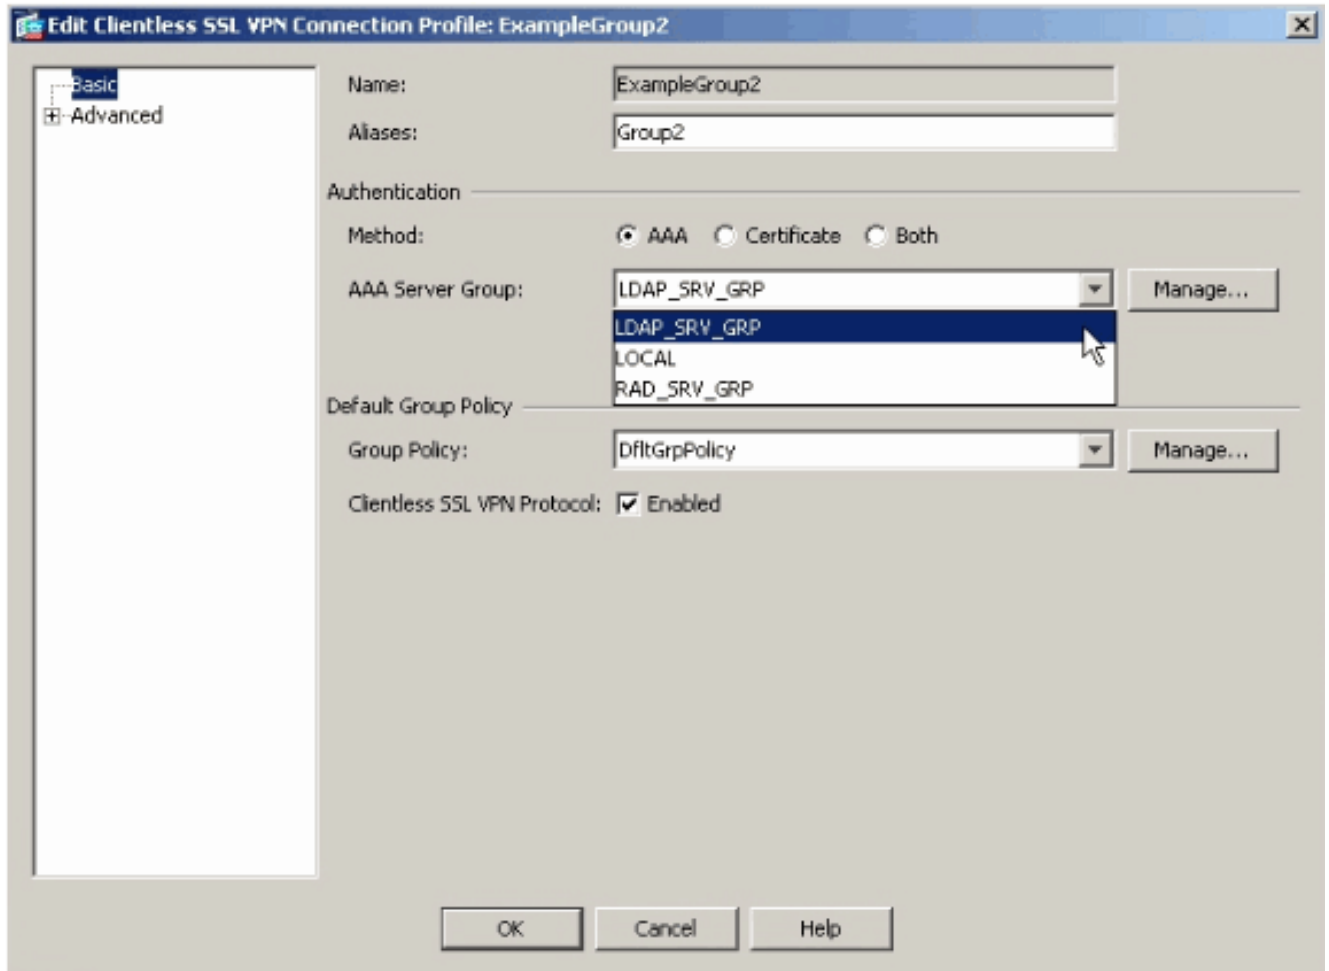 Edit Clientless SSL VPN Connection Profile: ExampleGroup2
Basic
Advanced
Name: ExampleGroup2
Aliases: Group2
Authentication
Method: AAA Certificate Both
AAA Server Group: LDAP_SRV_GRP Manage...
LDAP_SRV_GRP
LOCAL
RAD_SRV_GRP
Default Group Policy
Group Policy: DfltGrpPolicy Manage...
Clientless SSL VPN Protocol: Enabled
OK Cancel Help